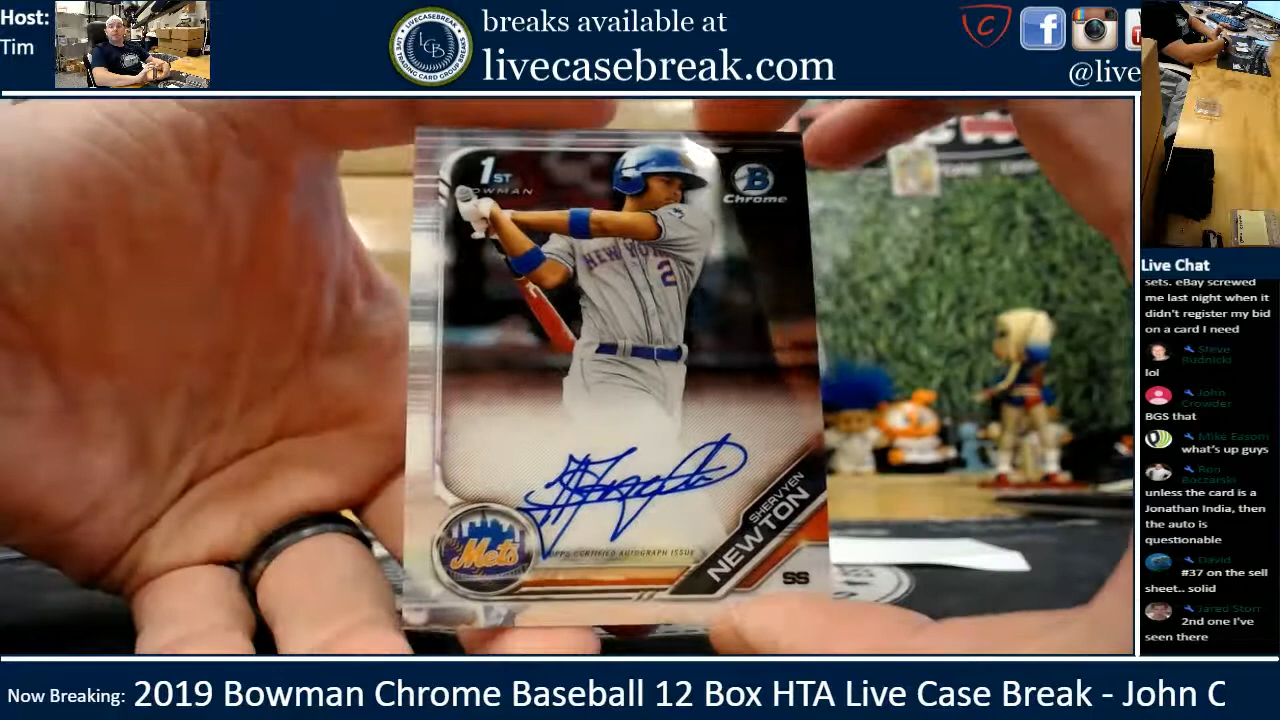 Host:
Tim
LIVECASEBREAK
LCB
LIVE TRADING CARD GROUP BREAKS
breaks available at
livecasebreak.com
@live
1ST
BOWMAN
B
Chrome
NEW YORK
2
Mets
TOPPS CERTIFIED AUTOGRAPH ISSUE
SHERVYEN
NEWTON
SS
Live Chat
sets. eBay screwed
me last night when it
didn't register my bid
on a card I need
Steve
Rudnicki
lol
John
Crowder
BGS that
Mike Eason
what's up guys
Ron
Boczarski
unless the card is a
Jonathan India, then
the auto is
questionable
David
#37 on the sell
sheet.. solid
Jared Storr
2nd one I've
seen there
Now Breaking: 2019 Bowman Chrome Baseball 12 Box HTA Live Case Break - John C